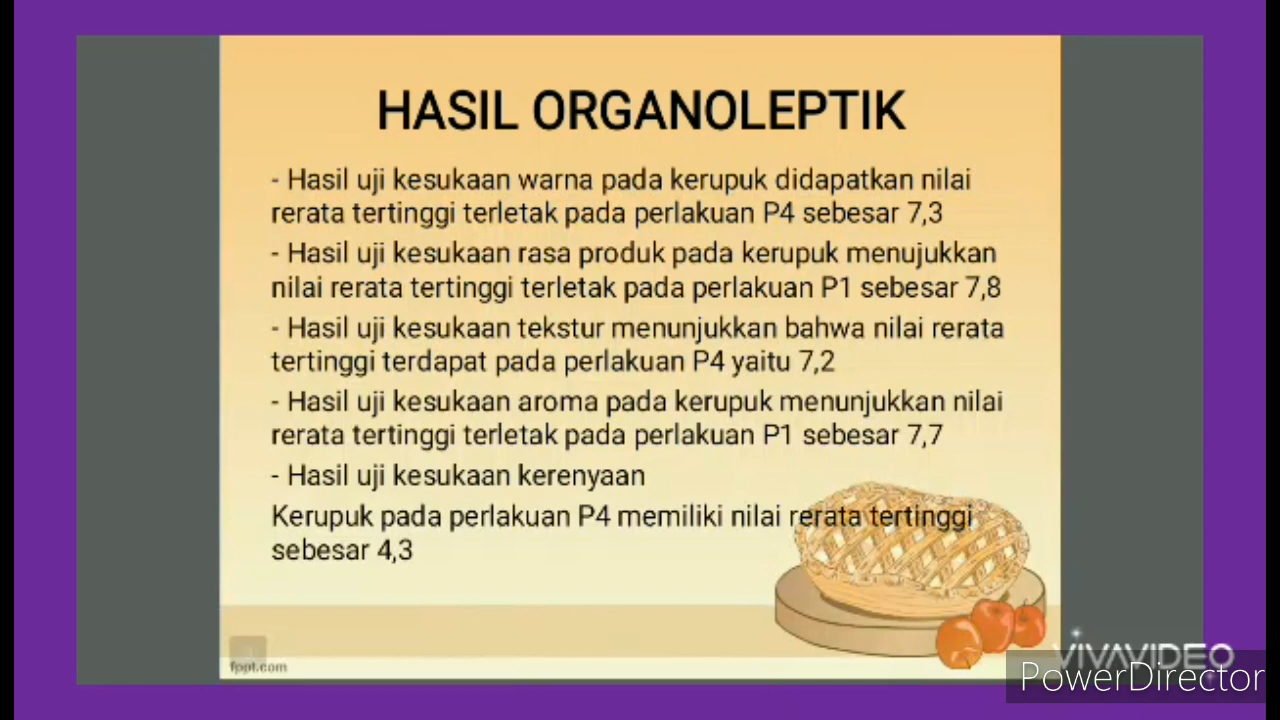 HASIL ORGANOLEPTIK
- Hasil uji kesukaan warna pada kerupuk didapatkan nilai
rerata tertinggi terletak pada perlakuan P4 sebesar 7,3
- Hasil uji kesukaan rasa produk pada kerupuk menujukkan
nilai rerata tertinggi terletak pada perlakuan P1 sebesar 7,8
- Hasil uji kesukaan tekstur menunjukkan bahwa nilai rerata
tertinggi terdapat pada perlakuan P4 yaitu 7,2
- Hasil uji kesukaan aroma pada kerupuk menunjukkan nilai
rerata tertinggi terletak pada perlakuan P1 sebesar 7,7
- Hasil uji kesukaan kerenyaan
Kerupuk pada perlakuan P4 memiliki nilai rerata tertinggi
sebesar 4,3
fppt.com
VIVAVIDEO
PowerDirector